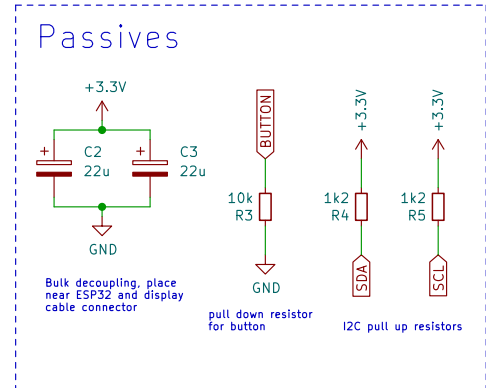 Passives
+3.3V
+ C2
22u
+ C3
22u
GND
Bulk decoupling, place
near ESP32 and display
cable connector
BUTTON
10k
R3
GND
pull down resistor
for button
+3.3V
1k2
R4
SDA
+3.3V
1k2
R5
SCL
I2C pull up resistors